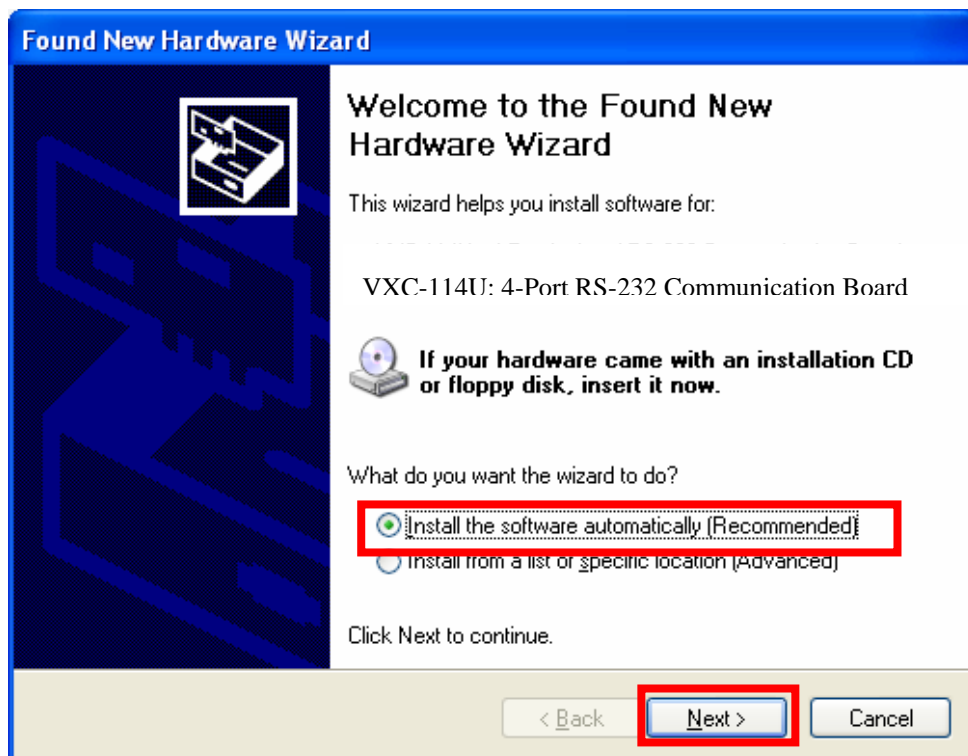 Found New Hardware Wizard
Welcome to the Found New
Hardware Wizard
This wizard helps you install software for:
VXC-114U: 4-Port RS-232 Communication Board
If your hardware came with an installation CD
or floppy disk, insert it now.
What do you want the wizard to do?
Install the software automatically (Recommended)
Install from a list or specific location (Advanced)
Click Next to continue.
< Back
Next >
Cancel